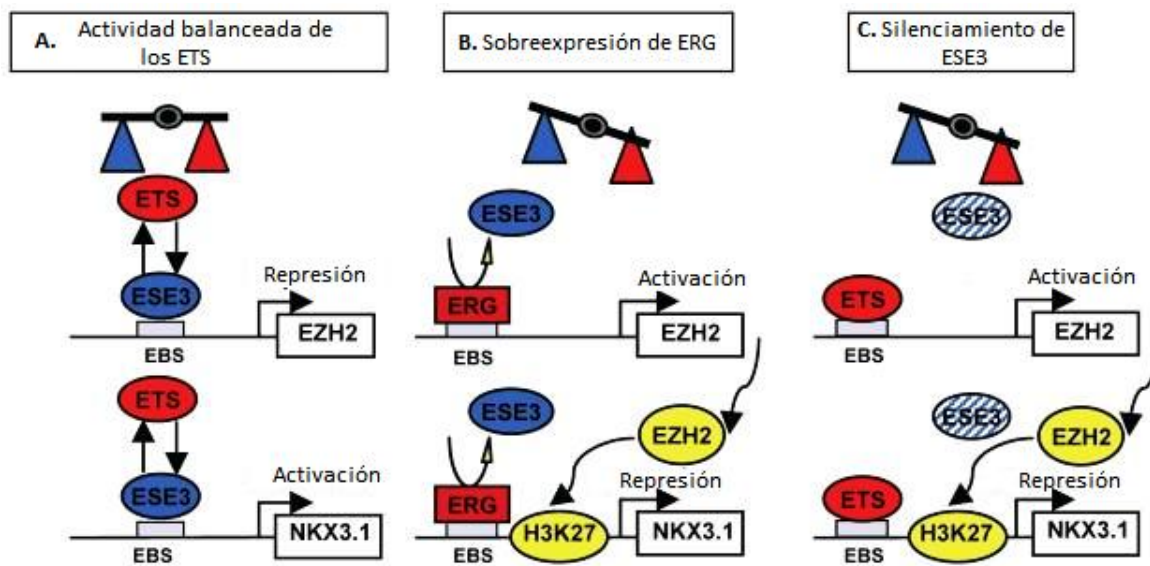 A. Actividad balanceada de
los ETS
B. Sobreexpresión de ERG
C. Silenciamiento de
ESE3
ETS
ESE3
Represión
EZH2
EBS
ETS
ESE3
Activación
NKX3.1
EBS
ESE3
ERG
Activación
EZH2
EBS
ESE3
EZH2
ERG
H3K27
Represión
NKX3.1
EBS
ESE3
ETS
Activación
EZH2
EBS
ESE3
EZH2
ETS
H3K27
Represión
NKX3.1
EBS